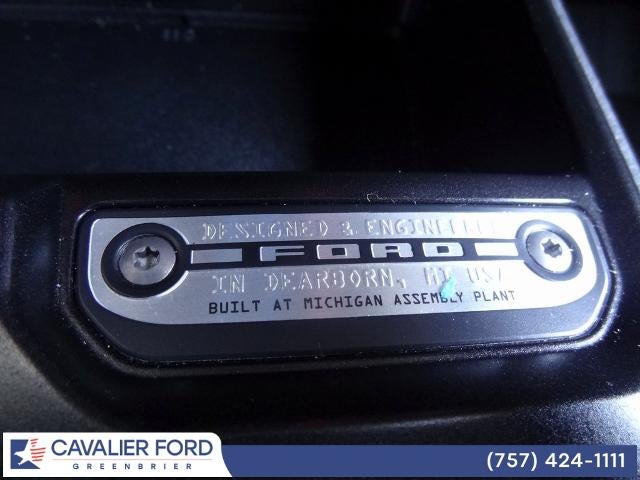 DESIGNED & ENGINEERED
FORD
IN DEARBORN, MI USA
BUILT AT MICHIGAN ASSEMBLY PLANT
CAVALIER FORD
GREENBRIER
(757) 424-1111